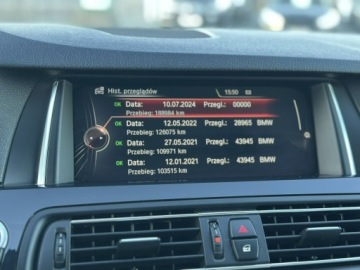 Hist. przeglądów 15:50
OK Data: 10.07.2024 Przegl.: 00000
Przebieg: 188684 km
OK Data: 12.05.2022 Przegl.: 28965 BMW
Przebieg: 126075 km
OK Data: 27.05.2021 Przegl.: 43945 BMW
Przebieg: 109971 km
OK Data: 12.01.2021 Przegl.: 43945 BMW
Przebieg: 103515 km